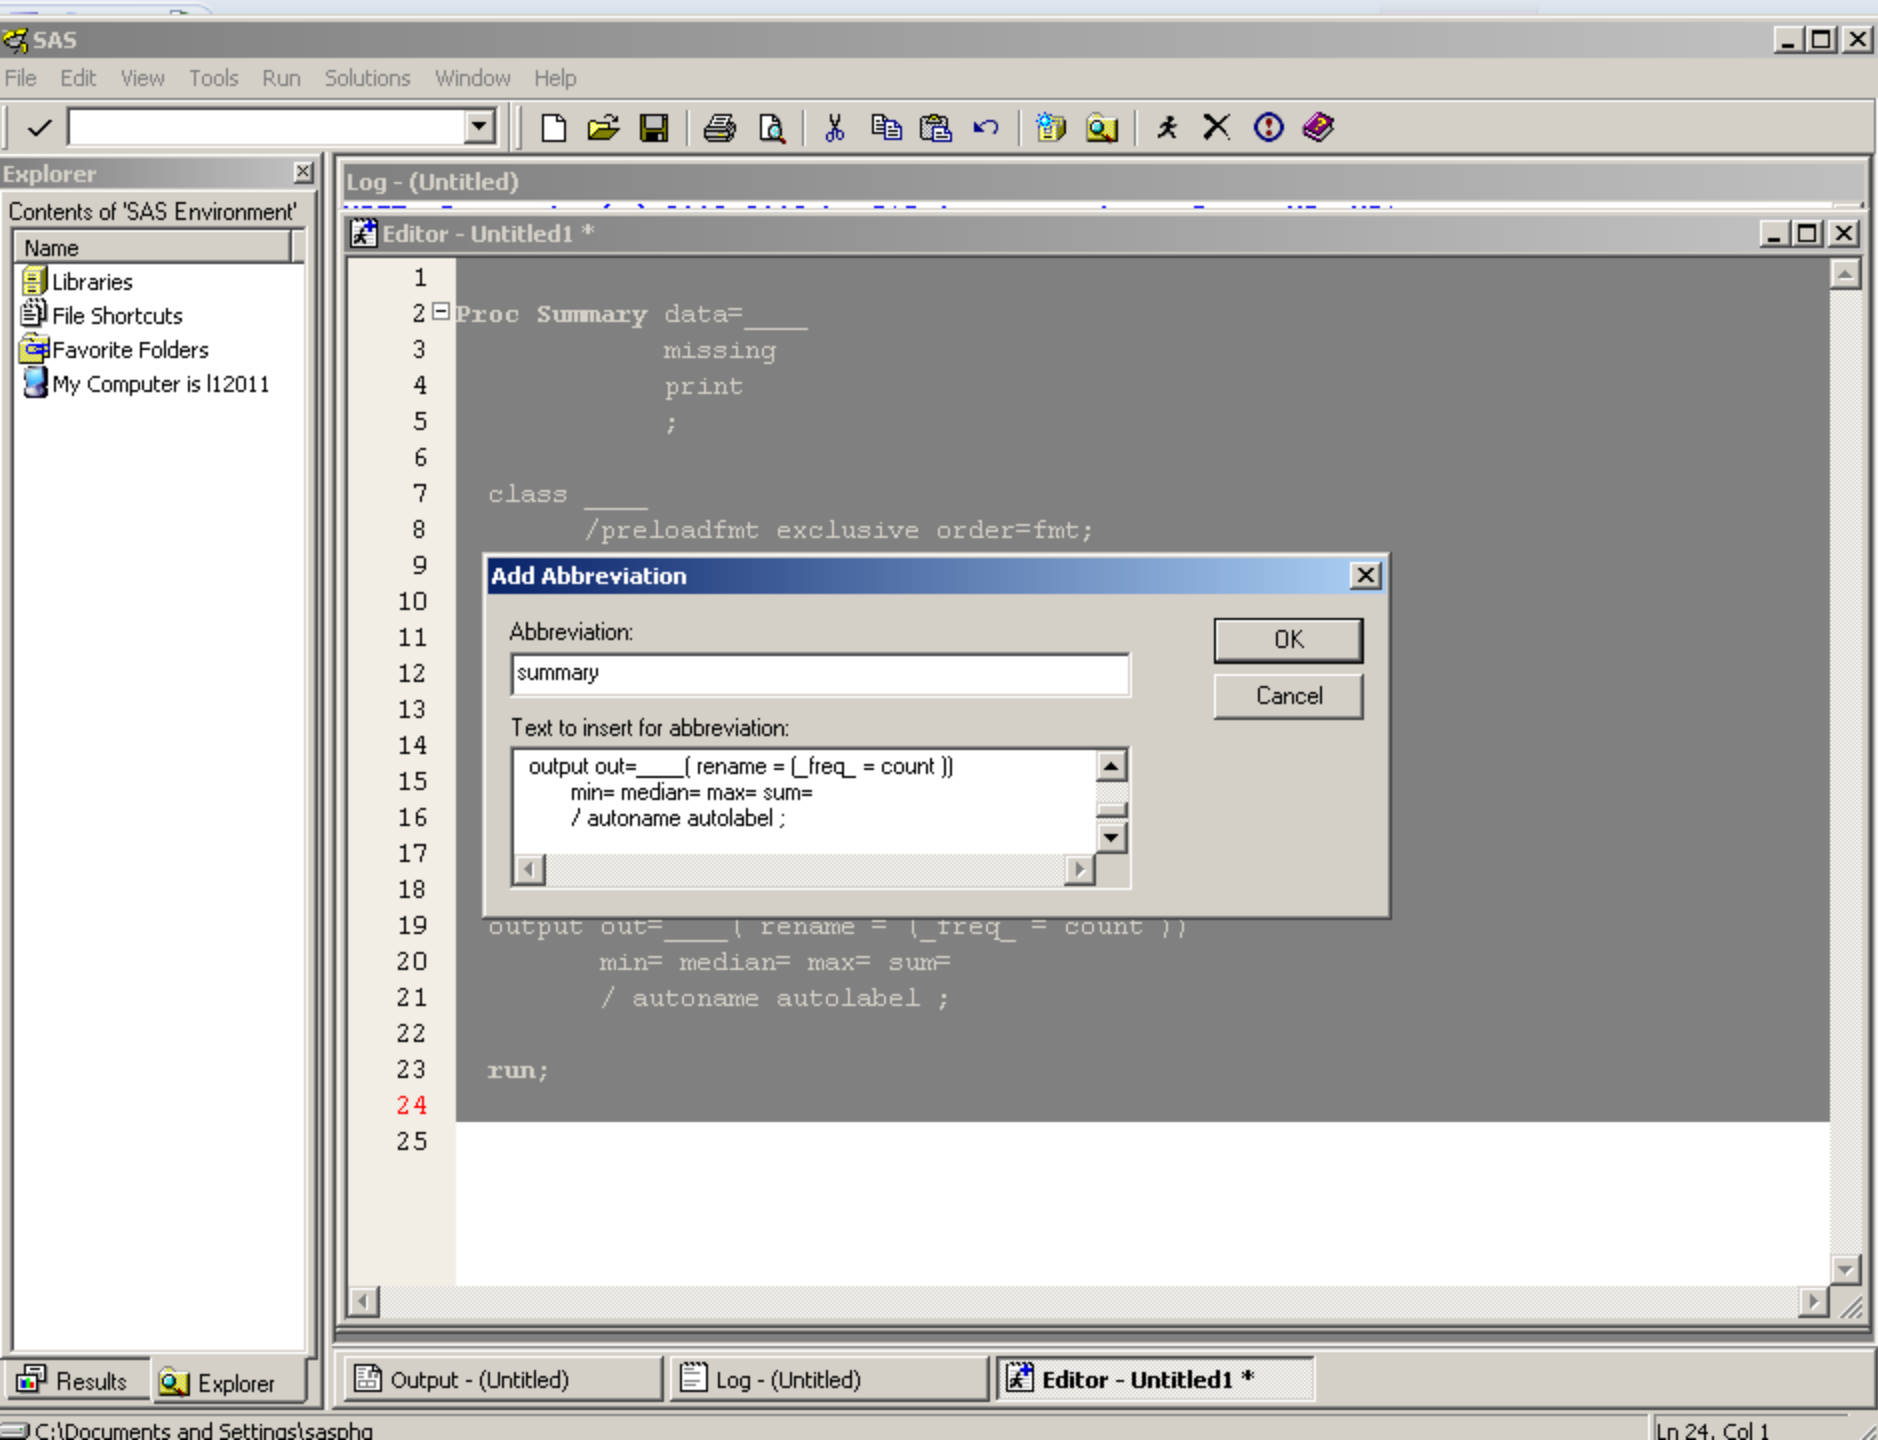 SAS
File Edit View Tools Run Solutions Window Help
Explorer
Contents of 'SAS Environment'
Name
Libraries
File Shortcuts
Favorite Folders
My Computer is l12011
Log - (Untitled)
Editor - Untitled1 *
1
2 Proc Summary data=____
3 missing
4 print
5 ;
6
7 class ____
8 /preloadfmt exclusive order=fmt;
9
10
11
12
13
14
15
16
17
18
19 output out=____( rename = (_freq_ = count ))
20 min= median= max= sum=
21 / autoname autolabel ;
22
23 run;
24
25
Add Abbreviation
Abbreviation:
summary
OK
Cancel
Text to insert for abbreviation:
output out=____( rename = (_freq_ = count ))
min= median= max= sum=
/ autoname autolabel ;
Results Explorer
Output - (Untitled) Log - (Untitled) Editor - Untitled1 *
C:\Documents and Settings\sasphg Ln 24, Col 1